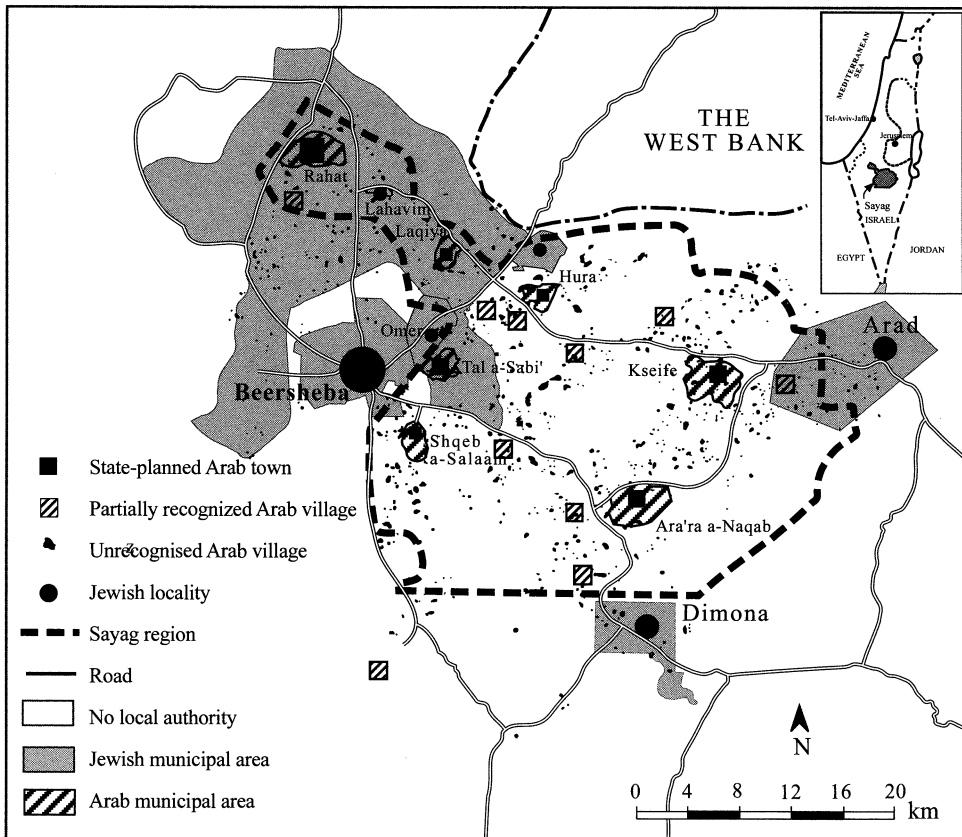 THE
WEST BANK
MEDITERRANEAN
SEA
Tel-Aviv-Jaffa
Jerusalem
Sayag
ISRAEL
EGYPT
JORDAN
Rahat
Lahavim
Laqiya
Hura
Omer
Arad
Tal a-Sabi'
Kseife
Beersheba
Shqeb
a-Salaam
Ara'ra a-Naqab
Dimona
State-planned Arab town
Partially recognized Arab village
Unrecognised Arab village
Jewish locality
Sayag region
Road
No local authority
Jewish municipal area
Arab municipal area
N
0 4 8 12 16 20
km